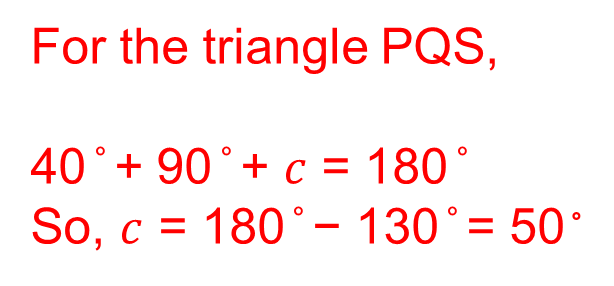 For the triangle PQS,
40° + 90° + c = 180°
So, c = 180° − 130° = 50°